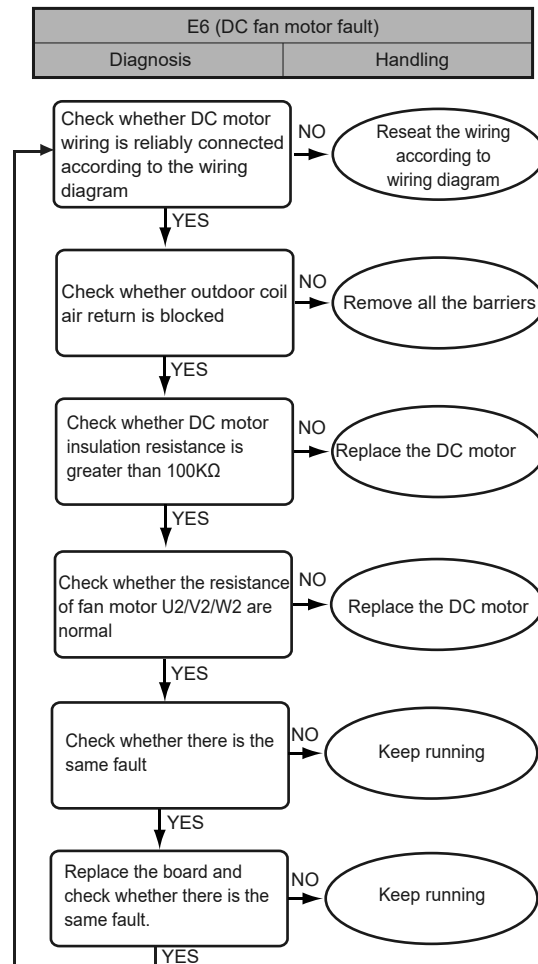 E6 (DC fan motor fault)
Diagnosis
Handling
Check whether DC motor
wiring is reliably connected
according to the wiring
diagram
NO
Reseat the wiring
according to
wiring diagram
YES
Check whether outdoor coil
air return is blocked
NO
Remove all the barriers
YES
Check whether DC motor
insulation resistance is
greater than 100KΩ
NO
Replace the DC motor
YES
Check whether the resistance
of fan motor U2/V2/W2 are
normal
NO
Replace the DC motor
YES
Check whether there is the
same fault
NO
Keep running
YES
Replace the board and
check whether there is the
same fault.
NO
Keep running
YES